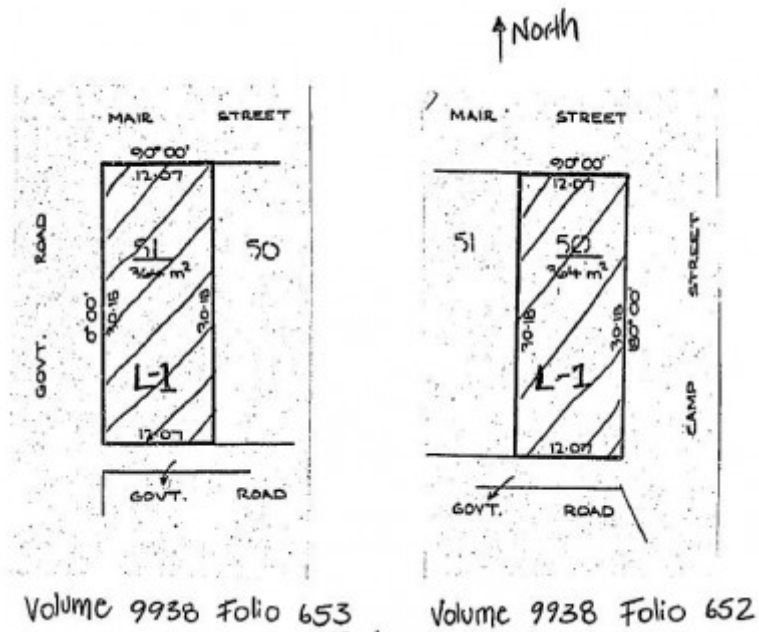 North
MAIR STREET
90°00'
12·07
51
364 m²
50
ROAD
GOVT.
0°00'
30·18
30·18
L-1
12·07
GOVT. ROAD
Volume 9938 Folio 653
MAIR STREET
90°00'
12·07
51
50
364 m²
STREET
CAMP
30·18
30·18
180°00'
L-1
12·07
GOVT. ROAD
Volume 9938 Folio 652